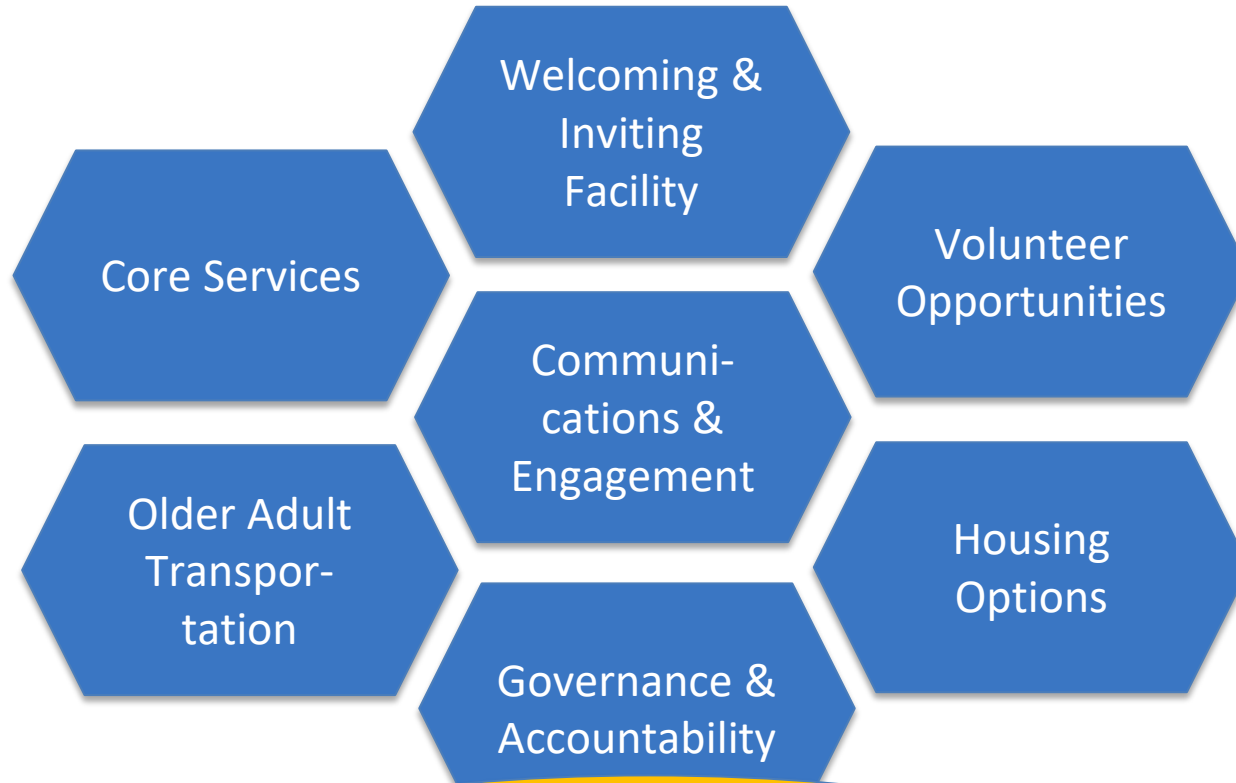 Welcoming &
Inviting
Facility
Core Services
Volunteer
Opportunities
Communi-
cations &
Engagement
Older Adult
Transpor-
tation
Housing
Options
Governance &
Accountability